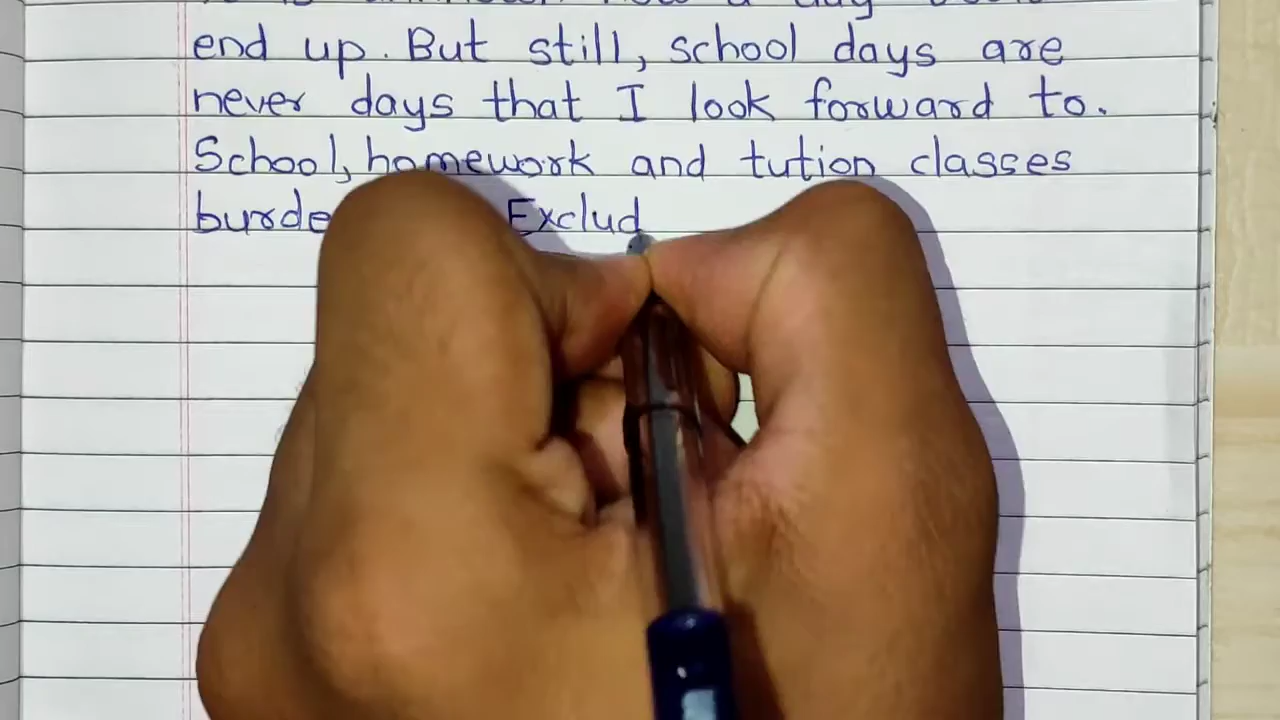 end up. But still, school days are
never days that I look forward to.
School, homework and tution classes
Exclud